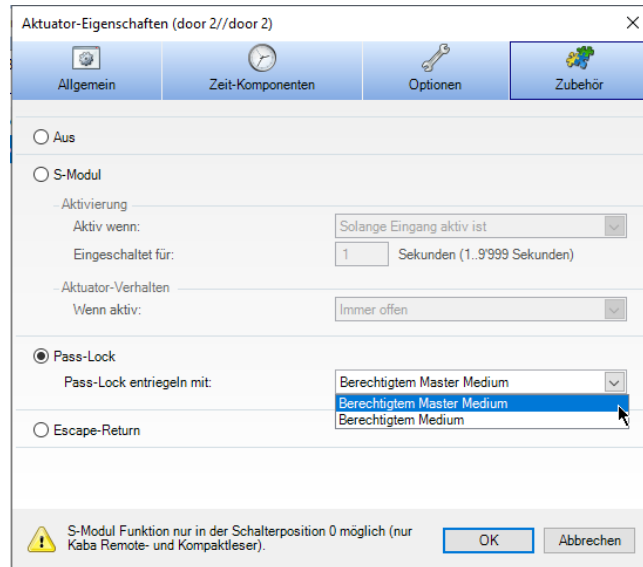 Aktuator-Eigenschaften (door 2//door 2)
Allgemein
Zeit-Komponenten
Optionen
Zubehör
Aus
S-Modul
Aktivierung
Aktiv wenn: Solange Eingang aktiv ist
Eingeschaltet für: 1 Sekunden (1..9'999 Sekunden)
Aktuator-Verhalten
Wenn aktiv: Immer offen
Pass-Lock
Pass-Lock entriegeln mit: Berechtigtem Master Medium
Berechtigtem Master Medium
Berechtigtem Medium
Escape-Return
S-Modul Funktion nur in der Schalterposition 0 möglich (nur
Kaba Remote- und Kompaktleser).
OK
Abbrechen